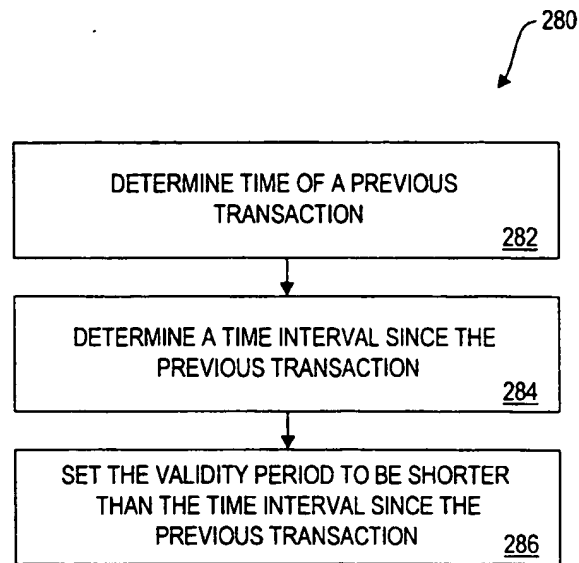 280
DETERMINE TIME OF A PREVIOUS
TRANSACTION
282
DETERMINE A TIME INTERVAL SINCE THE
PREVIOUS TRANSACTION
284
SET THE VALIDITY PERIOD TO BE SHORTER
THAN THE TIME INTERVAL SINCE THE
PREVIOUS TRANSACTION
286